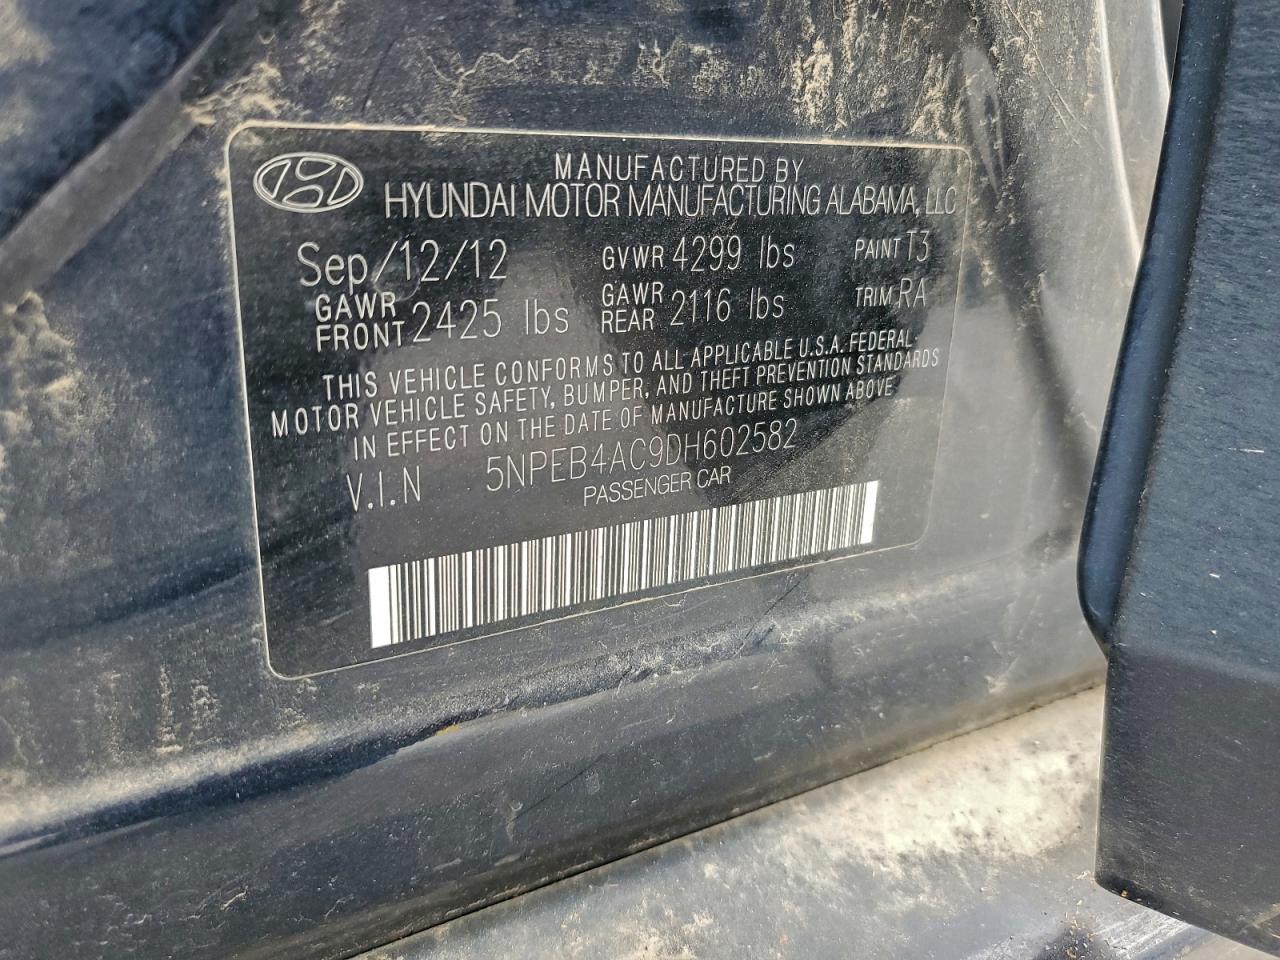 MANUFACTURED BY
HYUNDAI MOTOR MANUFACTURING ALABAMA, LLC
Sep/12/12 GVWR 4299 lbs PAINT T3
GAWR FRONT 2425 lbs GAWR REAR 2116 lbs TRIM RA
THIS VEHICLE CONFORMS TO ALL APPLICABLE U.S.A. FEDERAL
MOTOR VEHICLE SAFETY, BUMPER, AND THEFT PREVENTION STANDARDS
IN EFFECT ON THE DATE OF MANUFACTURE SHOWN ABOVE.
V.I.N 5NPEB4AC9DH602582
PASSENGER CAR